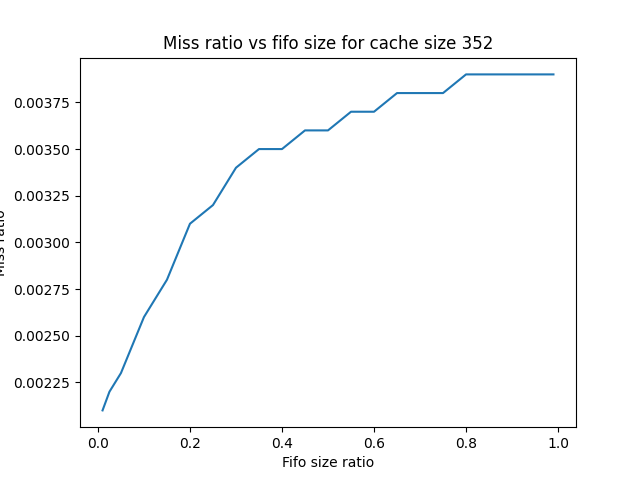 Miss ratio vs fifo size for cache size 352
0.00375
0.00350
0.00325
0.00300
0.00275
0.00250
0.00225
Miss ratio
0.0 0.2 0.4 0.6 0.8 1.0
Fifo size ratio